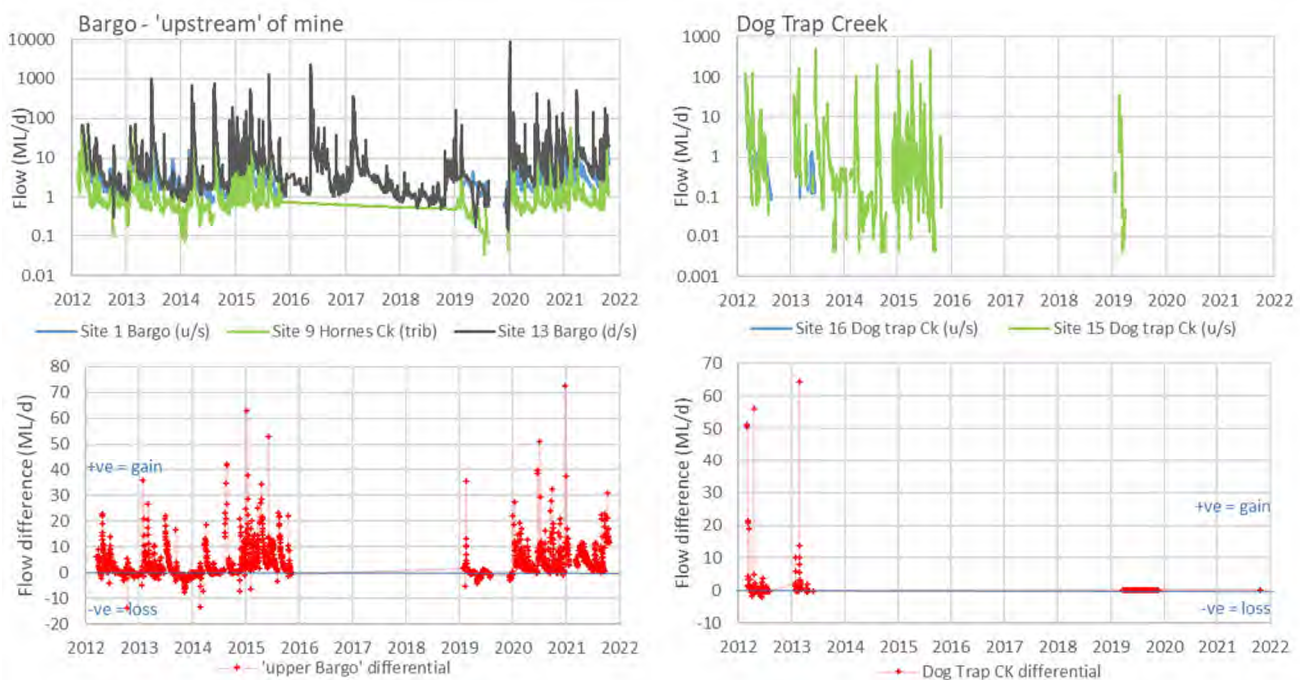 Bargo - 'upstream' of mine
Flow (ML/d)
10000
1000
100
10
1
0.1
0.01
2012 2013 2014 2015 2016 2017 2018 2019 2020 2021 2022
Site 1 Bargo (u/s) Site 9 Hornes Ck (trib) Site 13 Bargo (d/s)
Dog Trap Creek
Flow (ML/d)
1000
100
10
1
0.1
0.01
0.001
2012 2013 2014 2015 2016 2017 2018 2019 2020 2021 2022
Site 16 Dog trap Ck (u/s) Site 15 Dog trap Ck (u/s)
Flow difference (ML/d)
80
70
60
50
40
30
20
10
0
-10
-20
+ve = gain
-ve = loss
2012 2013 2014 2015 2016 2017 2018 2019 2020 2021 2022
'upper Bargo' differential
Flow difference (ML/d)
70
60
50
40
30
20
10
0
-10
+ve = gain
-ve = loss
2012 2013 2014 2015 2016 2017 2018 2019 2020 2021 2022
Dog Trap CK differential